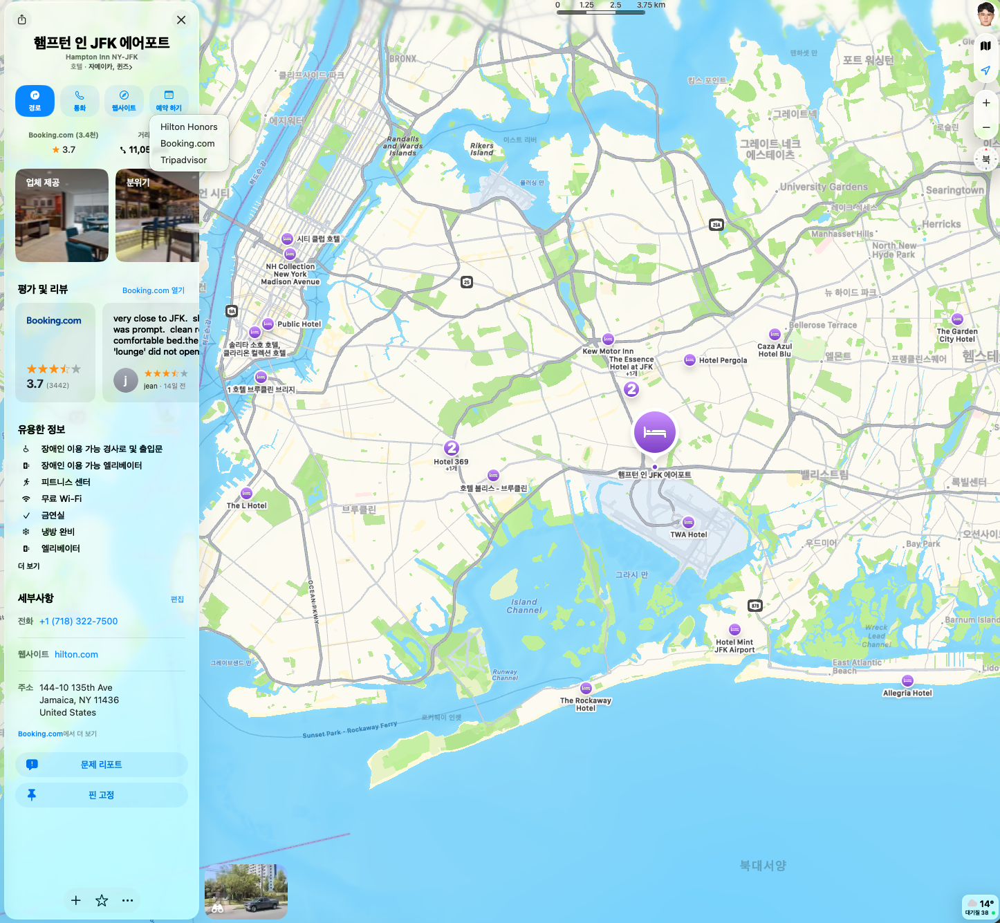 햄프턴 인 JFK 에어포트
Hampton Inn NY-JFK
호텔 · 자메이카, 퀸즈
경로
통화
웹사이트
예약 하기
Hilton Honors
Booking.com
Tripadvisor
Booking.com (3.4천)
3.7
11,05
업체 제공
분위기
평가 및 리뷰
Booking.com 열기
Booking.com
3.7 (3442)
very close to JFK.
was prompt. clean
comfortable bed.the
'lounge' did not open
j
jean · 14일 전
유용한 정보
장애인 이용 가능 경사로 및 출입문
장애인 이용 가능 엘리베이터
피트니스 센터
무료 Wi-Fi
금연실
냉방 완비
엘리베이터
더 보기
세부사항
편집
전화 +1 (718) 322-7500
웹사이트 hilton.com
주소 144-10 135th Ave
Jamaica, NY 11436
United States
Booking.com에서 더 보기
문제 리포트
핀 고정
0 1.25 2.5 3.75 km
BRONX
클리프사이드 파크
에지워터
Randalls
and Wards
Islands
Rikers
Island
이스트 리버
플러싱 만
허드슨 강
언 시티
킹스 포인트
맨하셋 만
포트 워싱턴
그레이트넥
로슬린
그레이트 네크
에스테이츠
University Gardens
Searingtown
레이크 석세스
Herricks
Manhasset Hills
North New
Hyde Park
25A
북
시티 클럽 호텔
NH Collection
New York
Madison Avenue
25
9A
Public Hotel
솔리타 소호 호텔,
클라리온 컬렉션 호텔
허드슨 강
1 호텔 브루클린 브리지
뉴 하이드 파크
Bellerose Terrace
The Garden
City Hotel
Caza Azul
Hotel Blu
엘몬트
프랭클린스퀘어
헴스테
Kew Motor Inn
The Essence
Hotel at JFK
+1개
2
Hotel Pergola
2
Hotel 369
+1개
호텔 볼리스 - 브루클린
햄프턴 인 JFK 에어포트
밸리스트림
록빌센터
The L Hotel
브루클린
TWA Hotel
우드미어
Bay Park
오션사이드
그라시 만
Island
Channel
OCEAN PKWY
878
Barnum Island
Wreck
Lead
Channel
Hotel Mint
JFK Airport
East Atlantic
Beach
Lido
그레이브센드 만
Runway
Channel
Allegria Hotel
The Rockaway
Hotel
로커웨이 인렛
Sunset Park - Rockaway Ferry
북대서양
14°
대기질 38